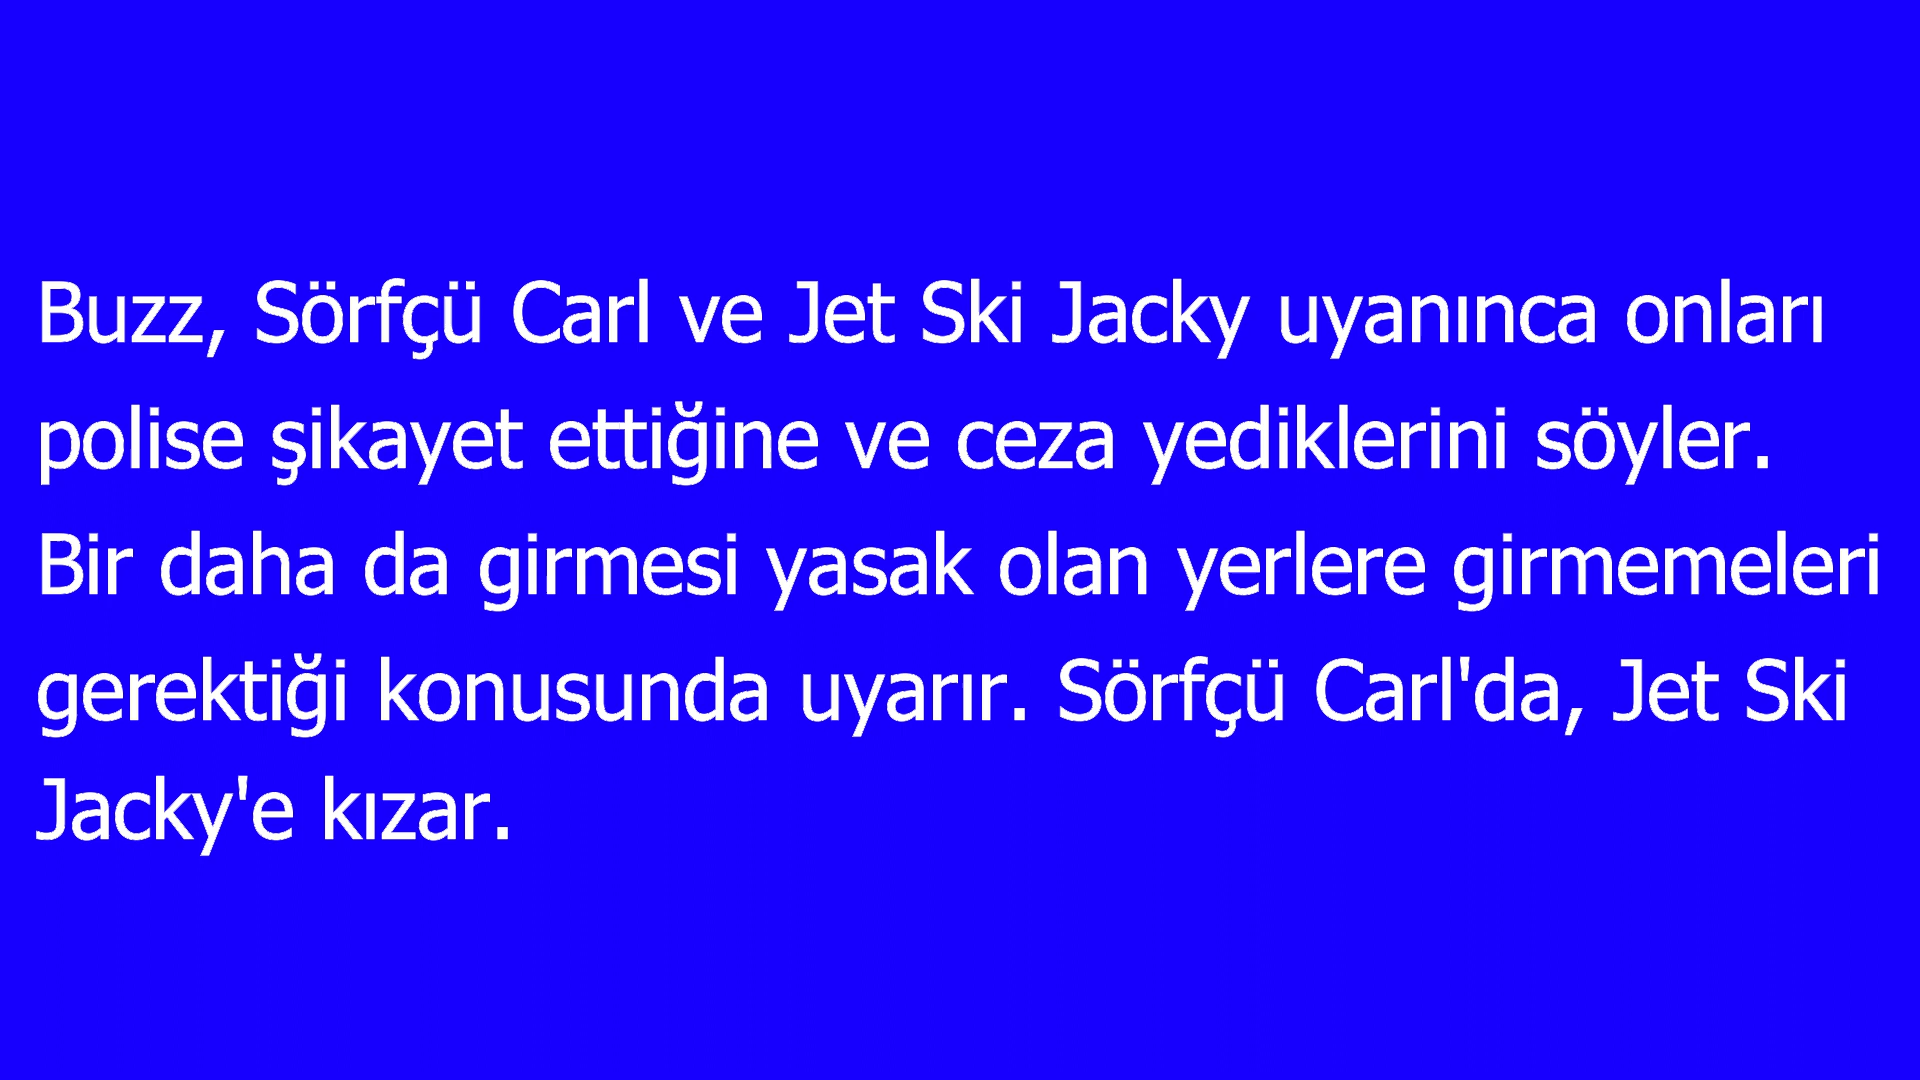 Buzz, Sörfçü Carl ve Jet Ski Jacky uyanınca onları
polise şikayet ettiğine ve ceza yediklerini söyler.
Bir daha da girmesi yasak olan yerlere girmemeleri
gerektiği konusunda uyarır. Sörfçü Carl'da, Jet Ski
Jacky'e kızar.